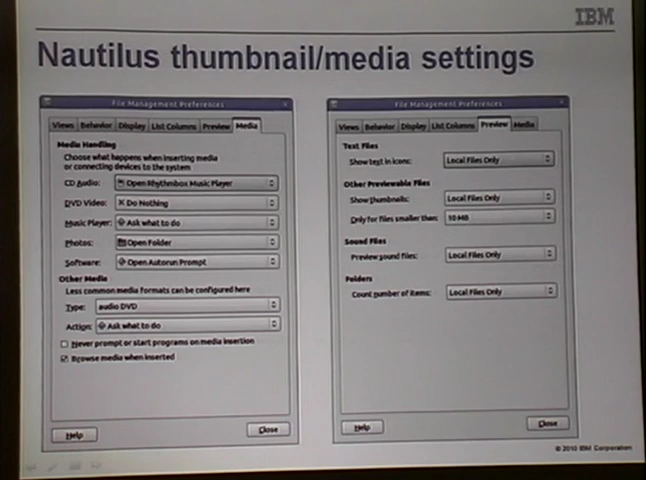 IBM
Nautilus thumbnail/media settings
File Management Preferences
Views Behavior Display List Columns Preview Media
Media Handling
Choose what happens when inserting media
or connecting devices to the system
CD Audio: Open Rhythmbox Music Player
DVD Video: Do Nothing
Music Player: Ask what to do
Photos: Open Folder
Software: Open Autorun Prompt
Other Media
Less common media formats can be configured here
Type: audio DVD
Action: Ask what to do
Never prompt or start programs on media insertion
Browse media when inserted
Help Close
File Management Preferences
Views Behavior Display List Columns Preview Media
Text Files
Show text in icons: Local Files Only
Other Previewable Files
Show thumbnails: Local Files Only
Only for files smaller than: 10 MB
Sound Files
Preview sound files: Local Files Only
Folders
Count number of items: Local Files Only
Help Close
© 2010 IBM Corporation